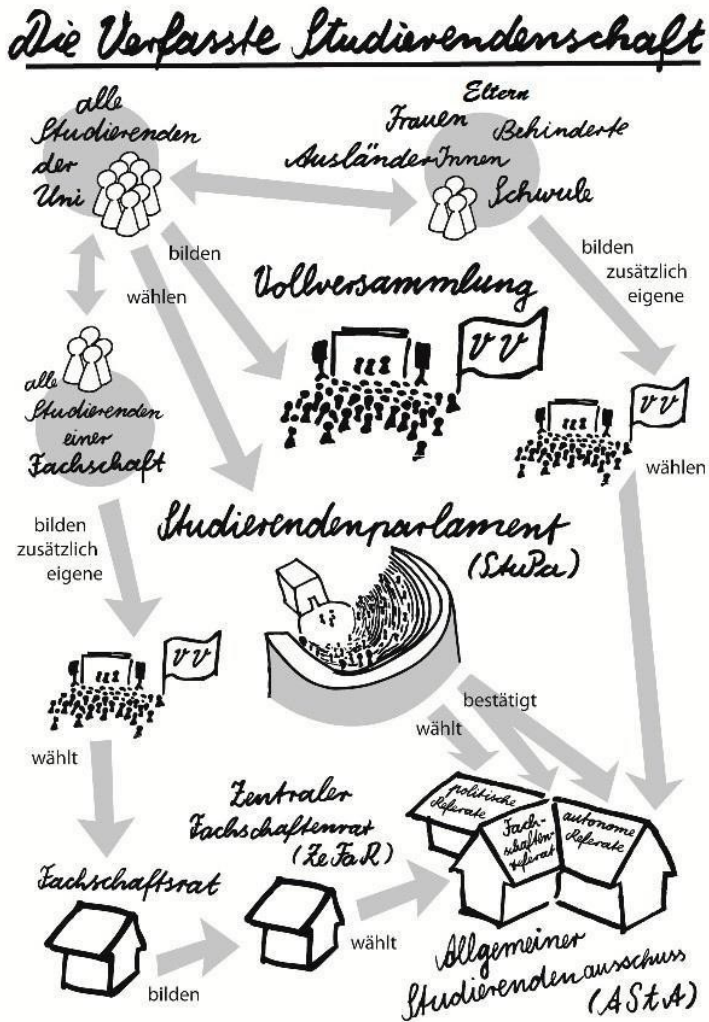 Die Verfasste Studierendenschaft
alle
Studierenden
der
Uni
Eltern
Frauen
Behinderte
AusländerInnen
Schwule
bilden
wählen
bilden
zusätzlich
eigene
Vollversammlung
VV
alle
Studierenden
einer
Fachschaft
VV
wählen
bilden
zusätzlich
eigene
Studierendenparlament
(StuPa)
VV
wählt
bestätigt
wählt
Zentraler
Fachschaftenrat
(ZeFaR)
politische
Referate
Fach-
schaften-
referat
autonome
Referate
Fachschaftsrat
bilden
wählt
Allgemeiner
Studierendenausschuss
(AStA)